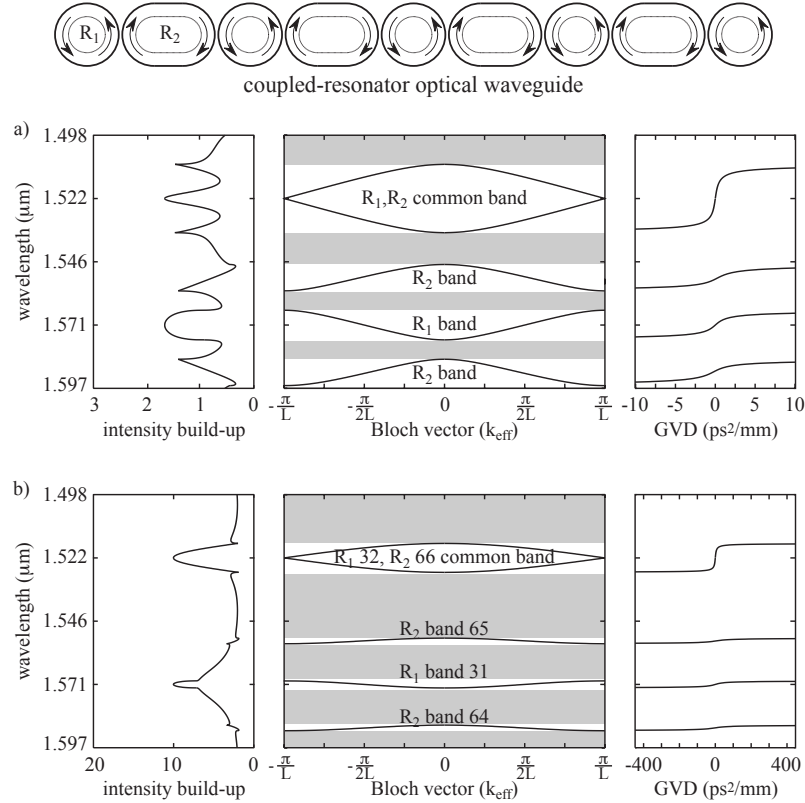 R1 R2
coupled-resonator optical waveguide
a)
wavelength (μm)
1.498
1.522
1.546
1.571
1.597
3 2 1 0
intensity build-up
R1,R2 common band
R2 band
R1 band
R2 band
-π/L -π/2L 0 π/2L π/L
Bloch vector (keff)
-10 -5 0 5 10
GVD (ps²/mm)
b)
wavelength (μm)
1.498
1.522
1.546
1.571
1.597
20 10 0
intensity build-up
R1 32, R2 66 common band
R2 band 65
R1 band 31
R2 band 64
-π/L -π/2L 0 π/2L π/L
Bloch vector (keff)
-400 -200 0 200 400
GVD (ps²/mm)